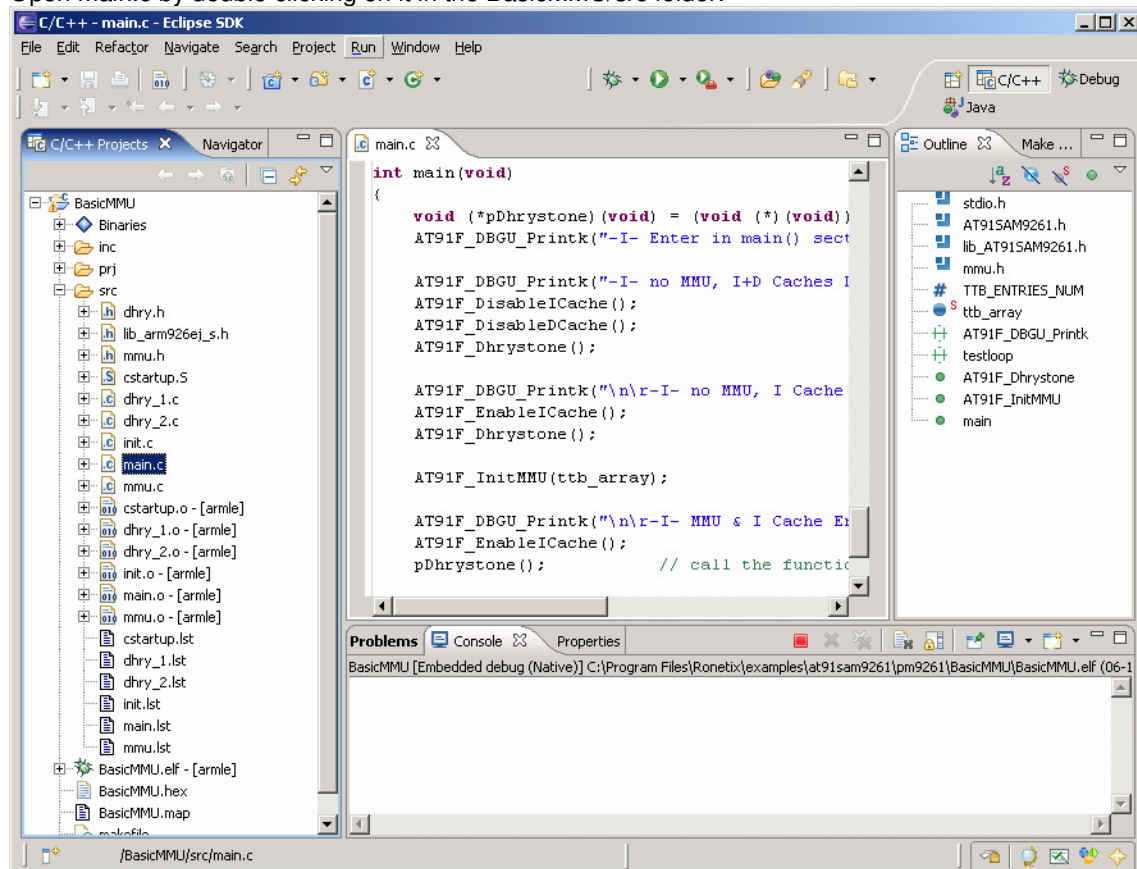 Open main.c by double clicking on it in the BasicMMU/src folder.
C/C++ - main.c - Eclipse SDK
File Edit Refactor Navigate Search Project Run Window Help
C/C++ Debug
Java
C/C++ Projects Navigator
BasicMMU
Binaries
inc
prj
src
dhry.h
lib_arm926ej_s.h
mmu.h
cstartup.S
dhry_1.c
dhry_2.c
init.c
main.c
mmu.c
cstartup.o - [armle]
dhry_1.o - [armle]
dhry_2.o - [armle]
init.o - [armle]
main.o - [armle]
mmu.o - [armle]
cstartup.lst
dhry_1.lst
dhry_2.lst
init.lst
main.lst
mmu.lst
BasicMMU.elf - [armle]
BasicMMU.hex
BasicMMU.map
makefile
main.c
int main(void)
{
void (*pDhrystone)(void) = (void (*)(void))
AT91F_DBGU_Printk("-I- Enter in main() sect
AT91F_DBGU_Printk("-I- no MMU, I+D Caches
AT91F_DisableICache();
AT91F_DisableDCache();
AT91F_Dhrystone();
AT91F_DBGU_Printk("\n\r-I- no MMU, I Cache
AT91F_EnableICache();
AT91F_Dhrystone();
AT91F_InitMMU(ttb_array);
AT91F_DBGU_Printk("\n\r-I- MMU & I Cache En
AT91F_EnableICache();
pDhrystone(); // call the functio
Outline Make ...
stdio.h
AT91SAM9261.h
lib_AT91SAM9261.h
mmu.h
TTB_ENTRIES_NUM
ttb_array
AT91F_DBGU_Printk
testloop
AT91F_Dhrystone
AT91F_InitMMU
main
Problems Console Properties
BasicMMU [Embedded debug (Native)] C:\Program Files\Ronetix\examples\at91sam9261\pm9261\BasicMMU\BasicMMU.elf (06-1
/BasicMMU/src/main.c